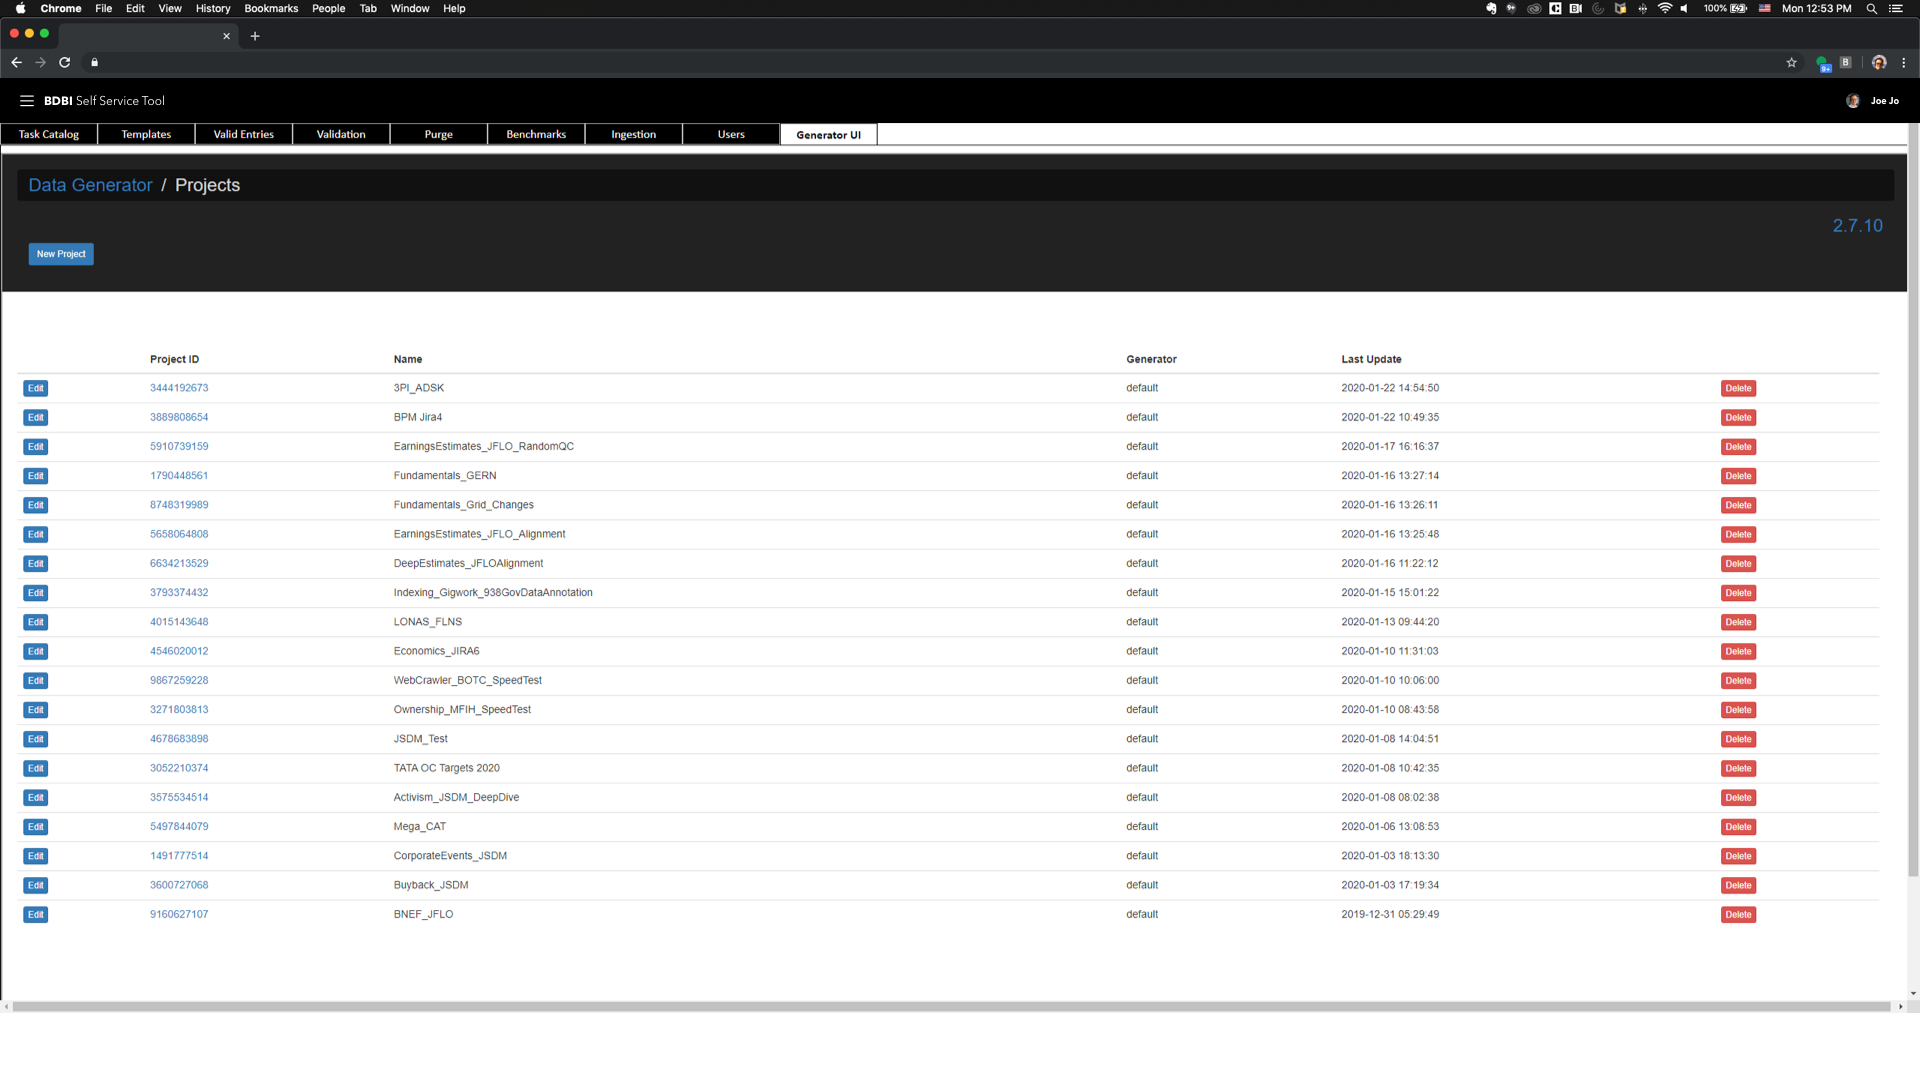 Chrome File Edit View History Bookmarks People Tab Window Help 100% Mon 12:53 PM
BDBI Self Service Tool Joe Jo
Task Catalog Templates Valid Entries Validation Purge Benchmarks Ingestion Users Generator UI
Data Generator / Projects
2.7.10
New Project
Project ID Name Generator Last Update
Edit 3444192673 3PI_ADSK default 2020-01-22 14:54:50 Delete
Edit 3889808654 BPM Jira4 default 2020-01-22 10:49:35 Delete
Edit 5910739159 EarningsEstimates_JFLO_RandomQC default 2020-01-17 16:16:37 Delete
Edit 1790448561 Fundamentals_GERN default 2020-01-16 13:27:14 Delete
Edit 8748319989 Fundamentals_Grid_Changes default 2020-01-16 13:26:11 Delete
Edit 5658064808 EarningsEstimates_JFLO_Alignment default 2020-01-16 13:25:48 Delete
Edit 6634213529 DeepEstimates_JFLOAlignment default 2020-01-16 11:22:12 Delete
Edit 3793374432 Indexing_Gigwork_938GovDataAnnotation default 2020-01-15 15:01:22 Delete
Edit 4015143648 LONAS_FLNS default 2020-01-13 09:44:20 Delete
Edit 4546020012 Economics_JIRA6 default 2020-01-10 11:31:03 Delete
Edit 9867259228 WebCrawler_BOTC_SpeedTest default 2020-01-10 10:06:00 Delete
Edit 3271803813 Ownership_MFIH_SpeedTest default 2020-01-10 08:43:58 Delete
Edit 4678683898 JSDM_Test default 2020-01-08 14:04:51 Delete
Edit 3052210374 TATA OC Targets 2020 default 2020-01-08 10:42:35 Delete
Edit 3575534514 Activism_JSDM_DeepDive default 2020-01-08 08:02:38 Delete
Edit 5497844079 Mega_CAT default 2020-01-06 13:08:53 Delete
Edit 1491777514 CorporateEvents_JSDM default 2020-01-03 18:13:30 Delete
Edit 3600727068 Buyback_JSDM default 2020-01-03 17:19:34 Delete
Edit 9160627107 BNEF_JFLO default 2019-12-31 05:29:49 Delete